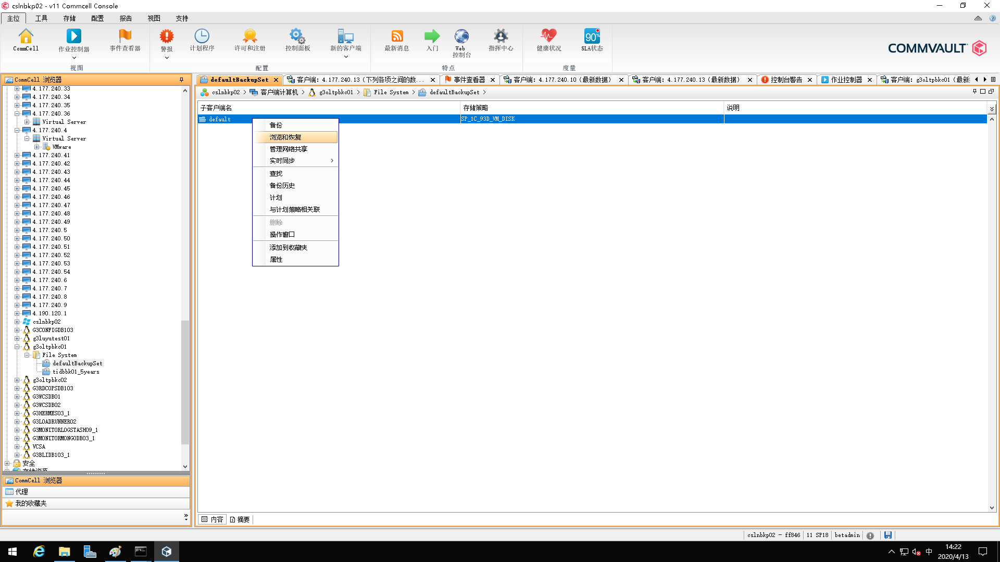 cslnbkp02 - v11 Commcell Console
主位 工具 存储 配置 报告 视图 支持
CommCell 作业控制器 事件查看器 警报 计划程序 许可和注册 控制面板 新的客户端 最新消息 入门 Web 控制台 指挥中心 健康状况 90% SLA状态
COMMVAULT
视图 配置 特点 度量
CommCell 浏览器
defaultBackupSet 客户端: 4.177.240.13 (下列各项之间的数... 事件查看器 客户端: 4.177.240.10 (最新数据) 客户端: 4.177.240.13 (最新数据) 控制台警告 作业控制器 客户端: g3oltpbkc01 (最新
cslnbkp02 > 客户端计算机 > g3oltpbkc01 > File System > defaultBackupSet >
子客户端名 存储策略 说明
default SP_1C_93D_VM_DISK
备份
浏览和恢复
管理网络共享
实时同步
查找
备份历史
计划
与计划策略相关联
删除
操作窗口
添加到收藏夹
属性
4.177.240.33
4.177.240.34
4.177.240.35
4.177.240.36
Virtual Server
4.177.240.4
Virtual Server
VMware
4.177.240.41
4.177.240.42
4.177.240.43
4.177.240.44
4.177.240.45
4.177.240.46
4.177.240.47
4.177.240.48
4.177.240.49
4.177.240.5
4.177.240.50
4.177.240.51
4.177.240.52
4.177.240.53
4.177.240.54
4.177.240.6
4.177.240.7
4.177.240.8
4.177.240.9
4.190.120.1
cslnbkp02
G3CONFIGDB103
g3luyutest01
g3oltpbkc01
File System
defaultBackupSet
tidbbk01_5years
g3oltpbkc02
G3RDCOPSDB103
G3WCSDB01
G3WCSDB02
G3HERMES03_1
G3LOADRUNNER02
G3MONITORLOGSTASH09_1
G3MONITORMONGODB03_1
VCSA
G3BLIDB103_1
安全
存储资源
CommCell 浏览器
代理
我的收藏夹
内容 摘要
cslnbkp02 - ff846 11 SP18 betadmin
中 14:22
2020/4/13